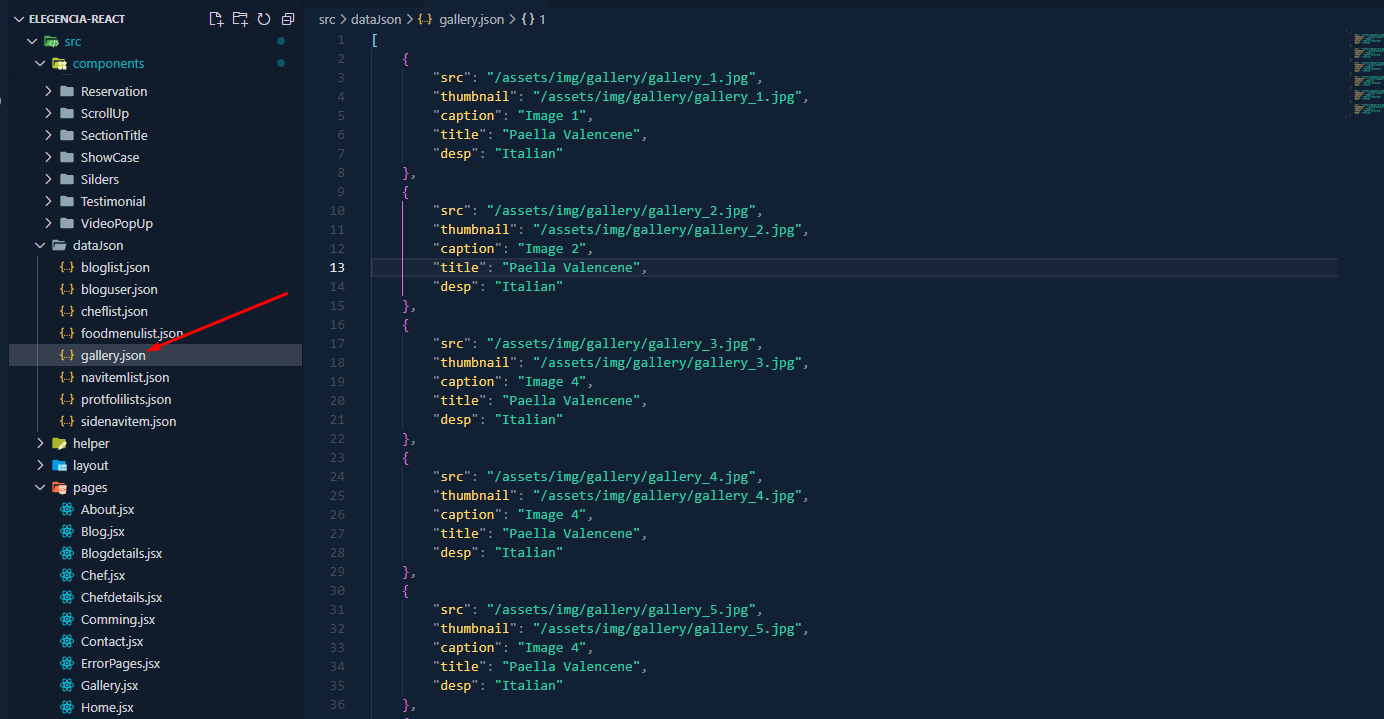 ELEGENCIA-REACT
src
components
Reservation
ScrollUp
SectionTitle
ShowCase
Silders
Testimonial
VideoPopUp
dataJson
{..} bloglist.json
{..} bloguser.json
{..} cheflist.json
{..} foodmenulist.json
{..} gallery.json
{..} navitemlist.json
{..} protfolilists.json
{..} sidenavitem.json
helper
layout
pages
About.jsx
Blog.jsx
Blogdetails.jsx
Chef.jsx
Chefdetails.jsx
Comming.jsx
Contact.jsx
ErrorPages.jsx
Gallery.jsx
Home.jsx
src > dataJson > {..} gallery.json > {} 1
1 [
2 {
3 "src": "/assets/img/gallery/gallery_1.jpg",
4 "thumbnail": "/assets/img/gallery/gallery_1.jpg",
5 "caption": "Image 1",
6 "title": "Paella Valencene",
7 "desp": "Italian"
8 },
9 {
10 "src": "/assets/img/gallery/gallery_2.jpg",
11 "thumbnail": "/assets/img/gallery/gallery_2.jpg",
12 "caption": "Image 2",
13 "title": "Paella Valencene",
14 "desp": "Italian"
15 },
16 {
17 "src": "/assets/img/gallery/gallery_3.jpg",
18 "thumbnail": "/assets/img/gallery/gallery_3.jpg",
19 "caption": "Image 4",
20 "title": "Paella Valencene",
21 "desp": "Italian"
22 },
23 {
24 "src": "/assets/img/gallery/gallery_4.jpg",
25 "thumbnail": "/assets/img/gallery/gallery_4.jpg",
26 "caption": "Image 4",
27 "title": "Paella Valencene",
28 "desp": "Italian"
29 },
30 {
31 "src": "/assets/img/gallery/gallery_5.jpg",
32 "thumbnail": "/assets/img/gallery/gallery_5.jpg",
33 "caption": "Image 4",
34 "title": "Paella Valencene",
35 "desp": "Italian"
36 },